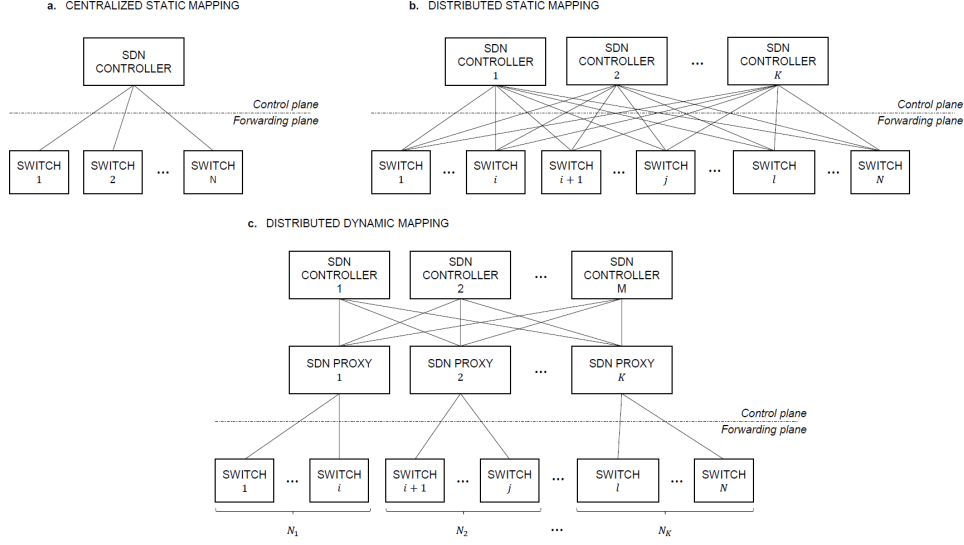 a. CENTRALIZED STATIC MAPPING
SDN
CONTROLLER
Control plane
Forwarding plane
SWITCH
1
SWITCH
2
...
SWITCH
N
b. DISTRIBUTED STATIC MAPPING
SDN
CONTROLLER
1
SDN
CONTROLLER
2
...
SDN
CONTROLLER
K
Control plane
Forwarding plane
SWITCH
1
...
SWITCH
i
SWITCH
i + 1
...
SWITCH
j
...
SWITCH
l
...
SWITCH
N
c. DISTRIBUTED DYNAMIC MAPPING
SDN
CONTROLLER
1
SDN
CONTROLLER
2
...
SDN
CONTROLLER
M
SDN PROXY
1
SDN PROXY
2
...
SDN PROXY
K
Control plane
Forwarding plane
SWITCH
1
...
SWITCH
i
SWITCH
i + 1
...
SWITCH
j
...
SWITCH
l
...
SWITCH
N
N₁
N₂
...
N_K